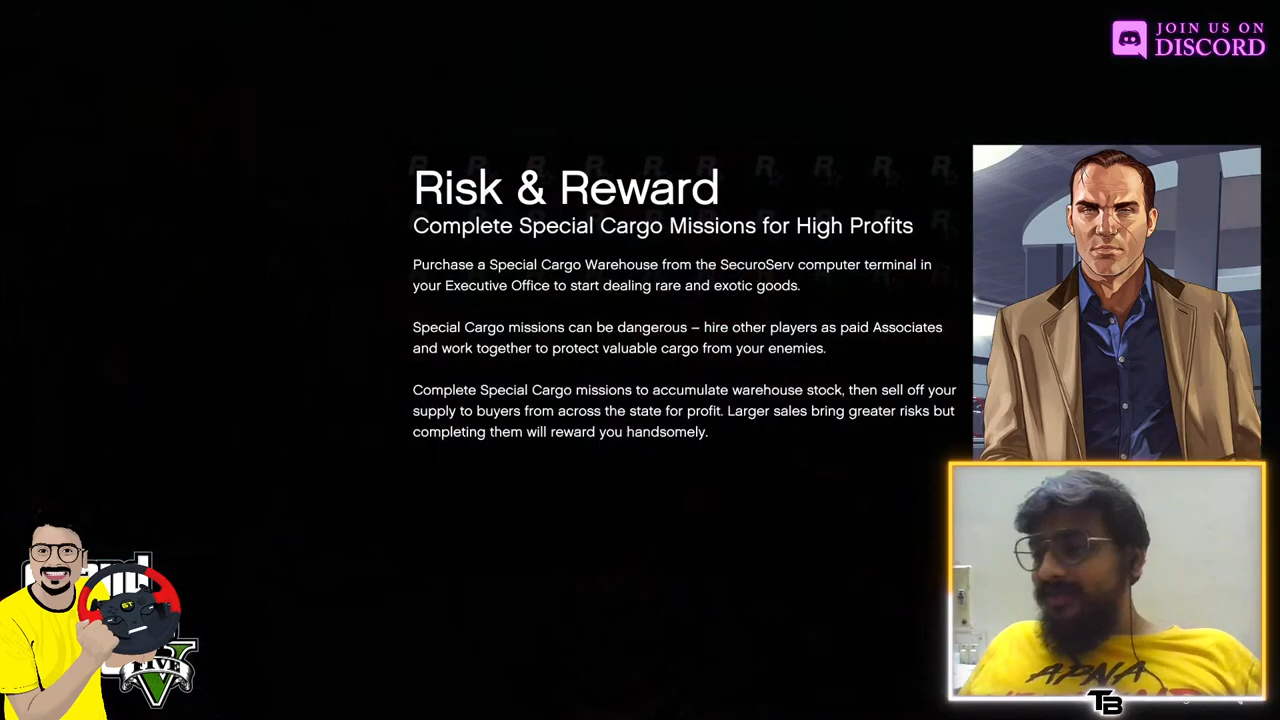 JOIN US ON
DISCORD
Risk & Reward
Complete Special Cargo Missions for High Profits
Purchase a Special Cargo Warehouse from the SecuroServ computer terminal in
your Executive Office to start dealing rare and exotic goods.
Special Cargo missions can be dangerous – hire other players as paid Associates
and work together to protect valuable cargo from your enemies.
Complete Special Cargo missions to accumulate warehouse stock, then sell off your
supply to buyers from across the state for profit. Larger sales bring greater risks but
completing them will reward you handsomely.
FIVE
APNA
TB